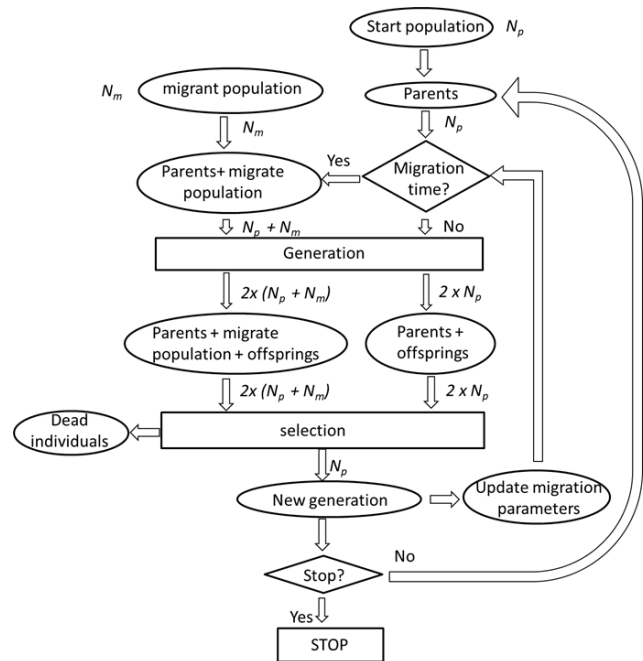 Start population N_p
N_m migrant population
Parents
N_m
N_p
Parents+ migrate
population
Yes
Migration
time?
N_p + N_m
No
Generation
2x (N_p + N_m)
2 x N_p
Parents + migrate
population + offsprings
Parents +
offsprings
2x (N_p + N_m)
2 x N_p
Dead
individuals
selection
N_p
New generation
Update migration
parameters
Stop?
No
Yes
STOP